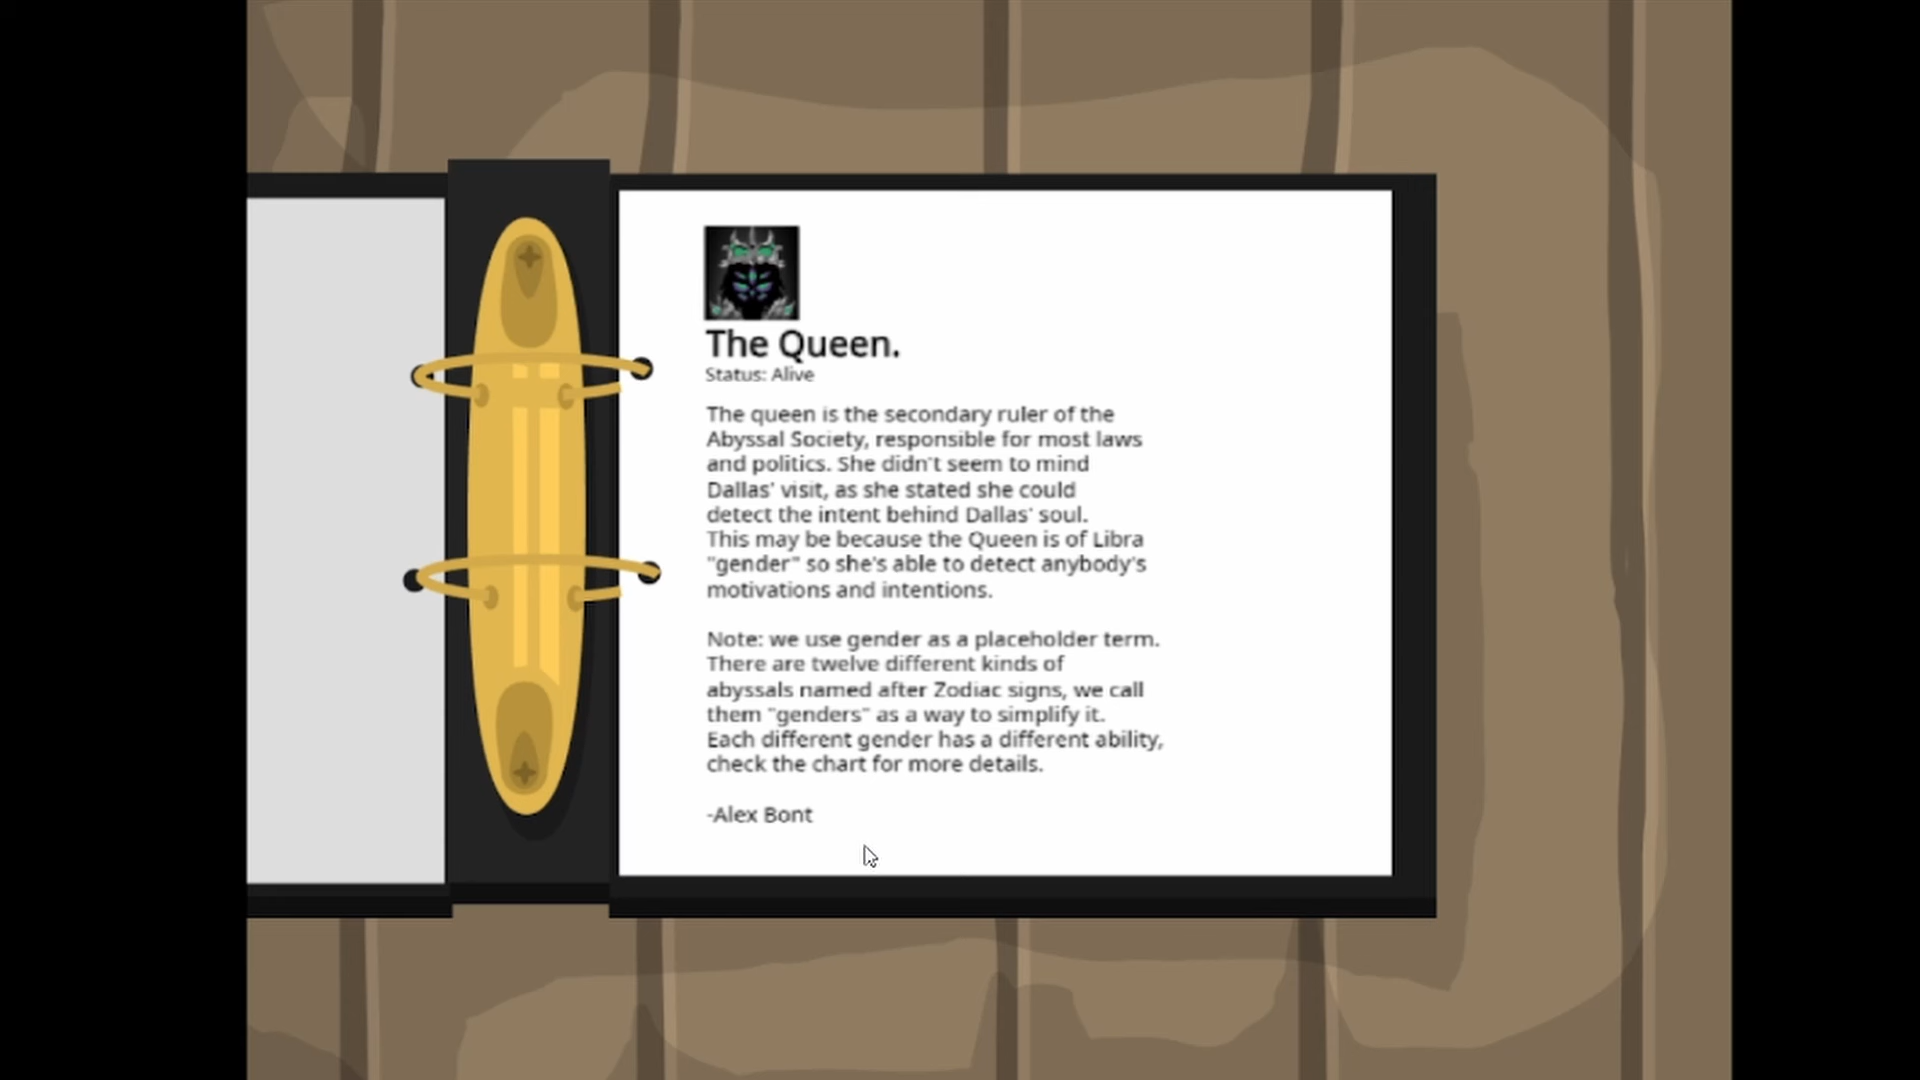 The Queen.
Status: Alive
The queen is the secondary ruler of the
Abyssal Society, responsible for most laws
and politics. She didn't seem to mind
Dallas' visit, as she stated she could
detect the intent behind Dallas' soul.
This may be because the Queen is of Libra
"gender" so she's able to detect anybody's
motivations and intentions.
Note: we use gender as a placeholder term.
There are twelve different kinds of
abyssals named after Zodiac signs, we call
them "genders" as a way to simplify it.
Each different gender has a different ability,
check the chart for more details.
-Alex Bont